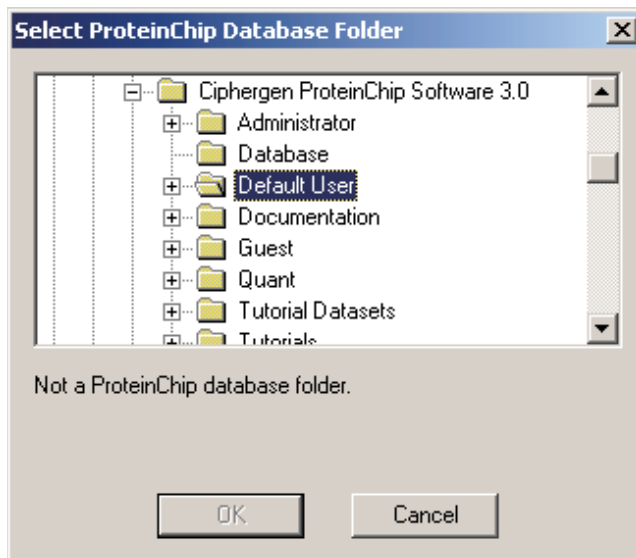 Select ProteinChip Database Folder
Ciphergen ProteinChip Software 3.0
Administrator
Database
Default User
Documentation
Guest
Quant
Tutorial Datasets
Tutorials
Not a ProteinChip database folder.
OK
Cancel